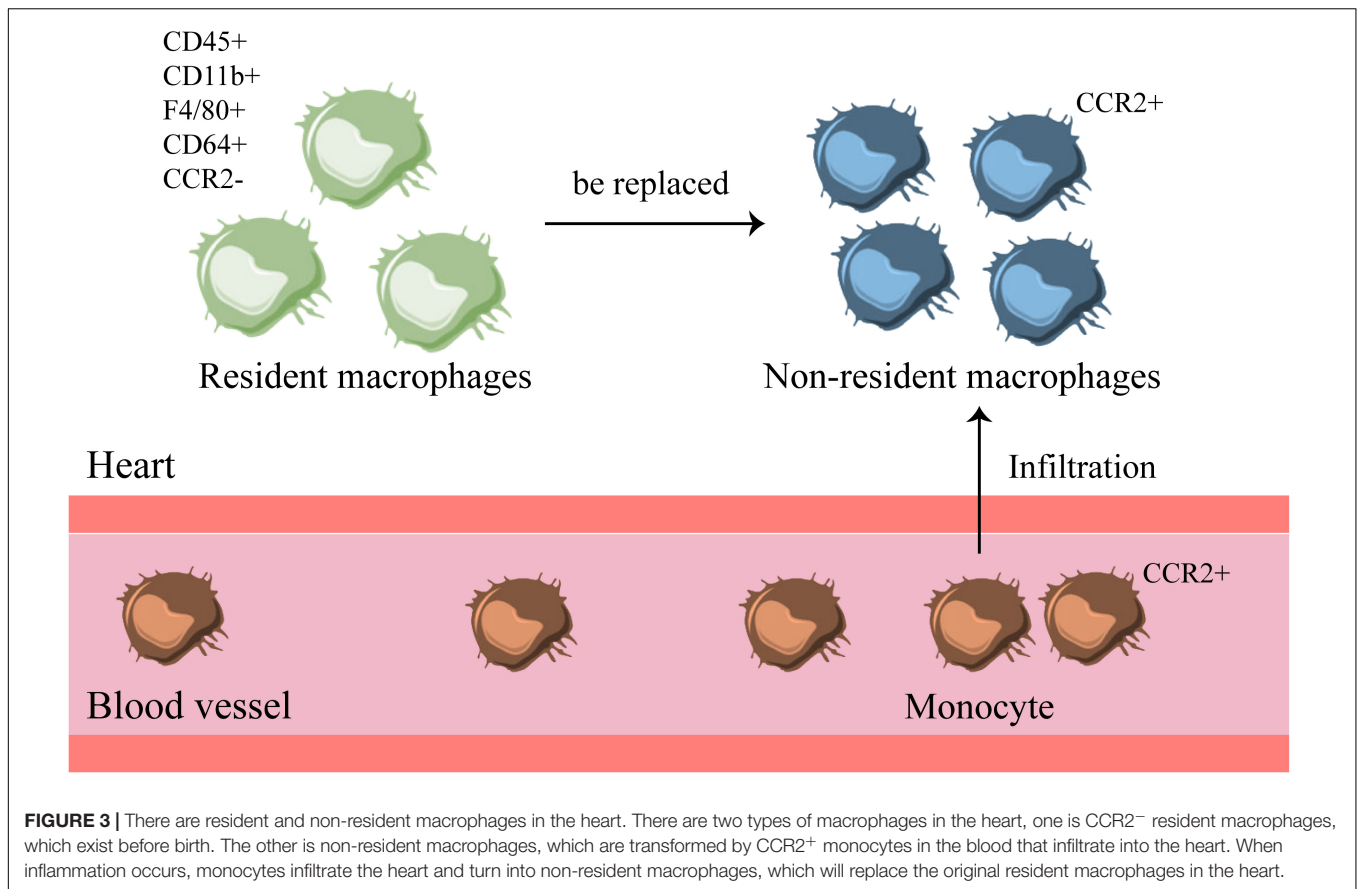 CD45+
CD11b+
F4/80+
CD64+
CCR2-
CCR2+
be replaced
Resident macrophages
Non-resident macrophages
Heart
Infiltration
CCR2+
Blood vessel
Monocyte
FIGURE 3 | There are resident and non-resident macrophages in the heart. There are two types of macrophages in the heart, one is CCR2⁻ resident macrophages,
which exist before birth. The other is non-resident macrophages, which are transformed by CCR2⁺ monocytes in the blood that infiltrate into the heart. When
inflammation occurs, monocytes infiltrate the heart and turn into non-resident macrophages, which will replace the original resident macrophages in the heart.